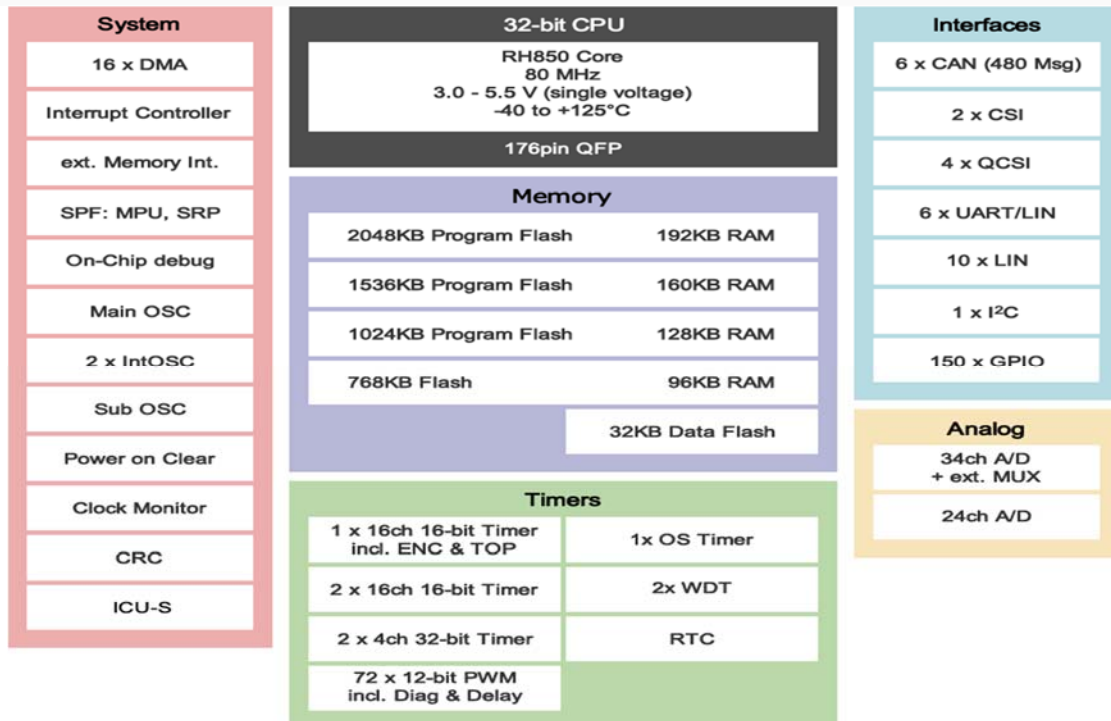 System
16 x DMA
Interrupt Controller
ext. Memory Int.
SPF: MPU, SRP
On-Chip debug
Main OSC
2 x IntOSC
Sub OSC
Power on Clear
Clock Monitor
CRC
ICU-S
32-bit CPU
RH850 Core
80 MHz
3.0 - 5.5 V (single voltage)
-40 to +125°C
176pin QFP
Memory
2048KB Program Flash 192KB RAM
1536KB Program Flash 160KB RAM
1024KB Program Flash 128KB RAM
768KB Flash 96KB RAM
32KB Data Flash
Timers
1 x 16ch 16-bit Timer
incl. ENC & TOP
1x OS Timer
2 x 16ch 16-bit Timer
2x WDT
2 x 4ch 32-bit Timer
RTC
72 x 12-bit PWM
incl. Diag & Delay
Interfaces
6 x CAN (480 Msg)
2 x CSI
4 x QCSI
6 x UART/LIN
10 x LIN
1 x I²C
150 x GPIO
Analog
34ch A/D
+ ext. MUX
24ch A/D